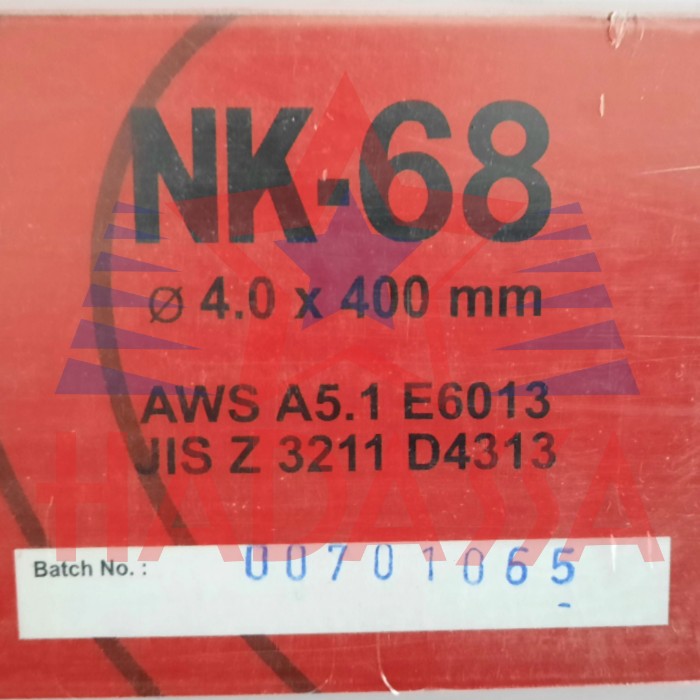 NK-68
ø 4.0 x 400 mm
AWS A5.1 E6013
JIS Z 3211 D4313
HADASSA
Batch No. : 00701065